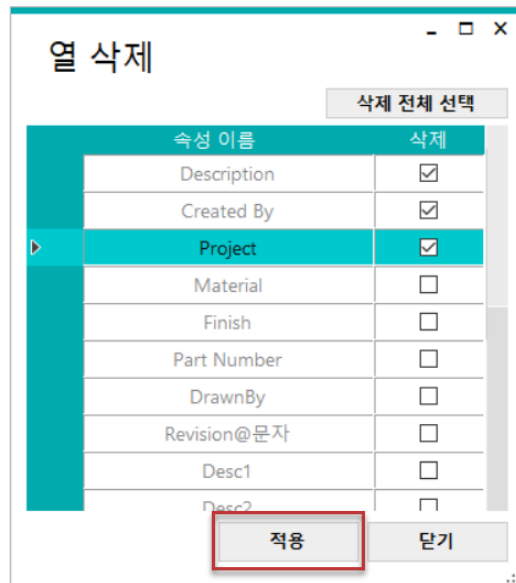 열 삭제
삭제 전체 선택
속성 이름 삭제
Description
Created By
Project
Material
Finish
Part Number
DrawnBy
Revision@문자
Desc1
Desc2
적용 닫기